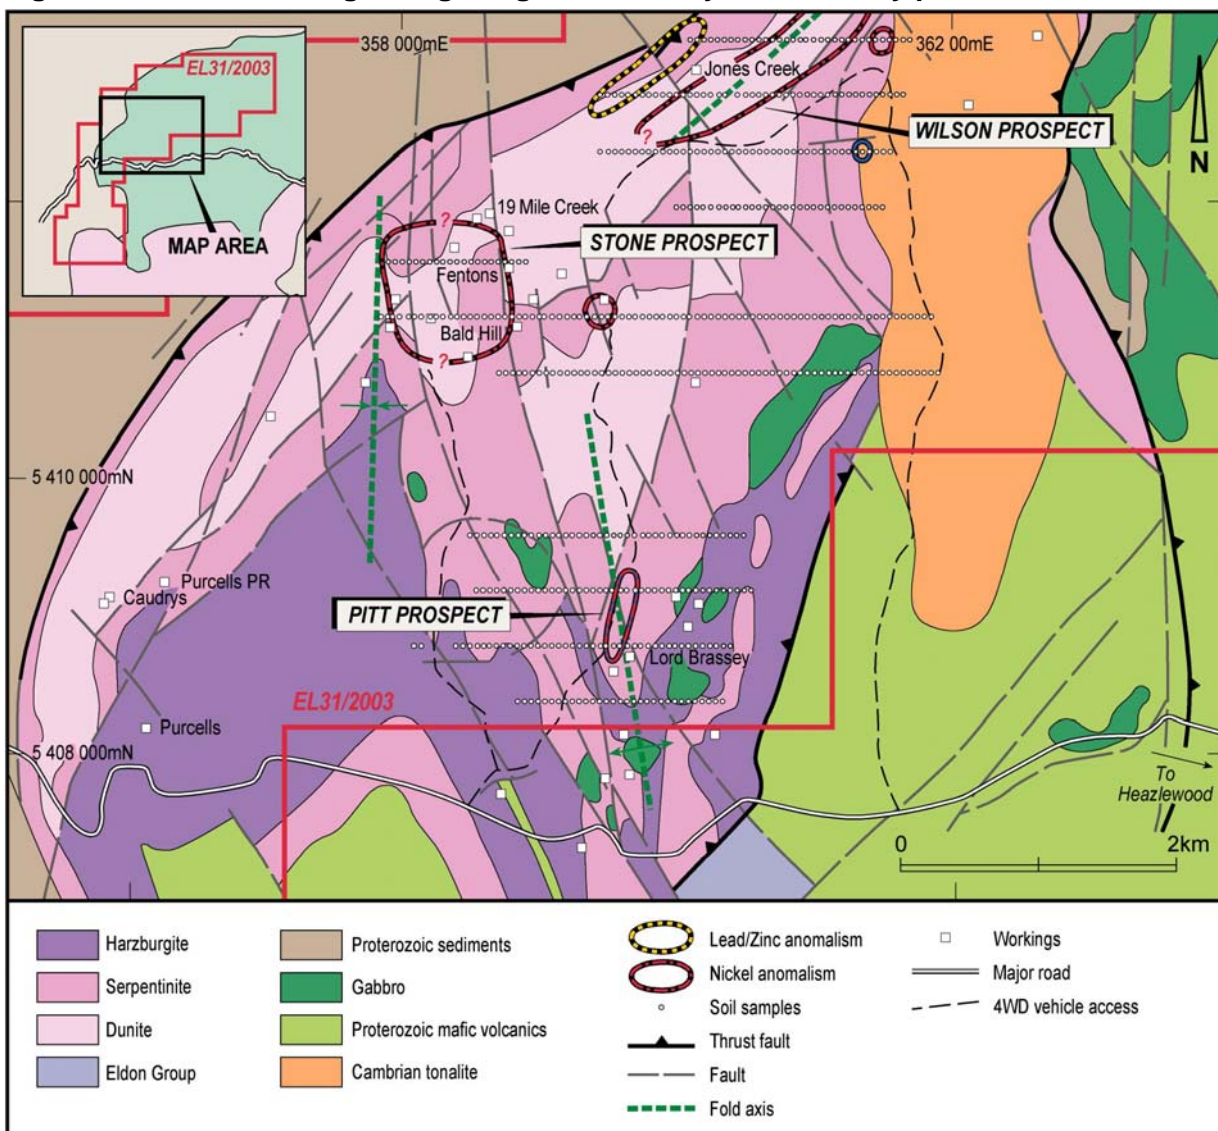 EL31/2003
MAP AREA
358 000mE
362 00mE
Jones Creek
WILSON PROSPECT
N
?
19 Mile Creek
?
STONE PROSPECT
Fentons
Bald Hill
?
5 410 000mN
Purcells PR
Caudrys
PITT PROSPECT
Lord Brassey
EL31/2003
Purcells
5 408 000mN
To
Heazlewood
0 2km
Harzburgite
Serpentinite
Dunite
Eldon Group
Proterozoic sediments
Gabbro
Proterozoic mafic volcanics
Cambrian tonalite
Lead/Zinc anomalism
Nickel anomalism
Soil samples
Thrust fault
Fault
Fold axis
Workings
Major road
4WD vehicle access